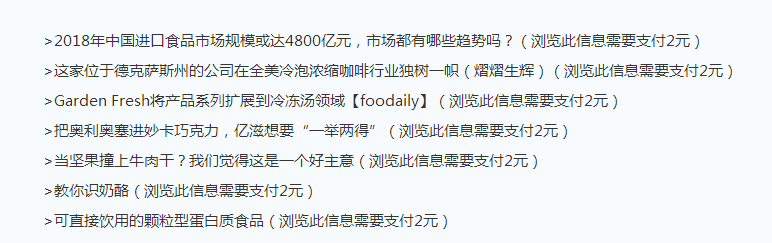 >2018年中国进口食品市场规模或达4800亿元，市场都有哪些趋势吗？（浏览此信息需要支付2元）
>这家位于德克萨斯州的公司在全美冷泡浓缩咖啡行业独树一帜（熠熠生辉）（浏览此信息需要支付2元）
>Garden Fresh将产品系列扩展到冷冻汤领域【foodaily】（浏览此信息需要支付2元）
>把奥利奥塞进妙卡巧克力，亿滋想要“一举两得”（浏览此信息需要支付2元）
>当坚果撞上牛肉干？我们觉得这是一个好主意（浏览此信息需要支付2元）
>教你识奶酪（浏览此信息需要支付2元）
>可直接饮用的颗粒型蛋白质食品（浏览此信息需要支付2元）